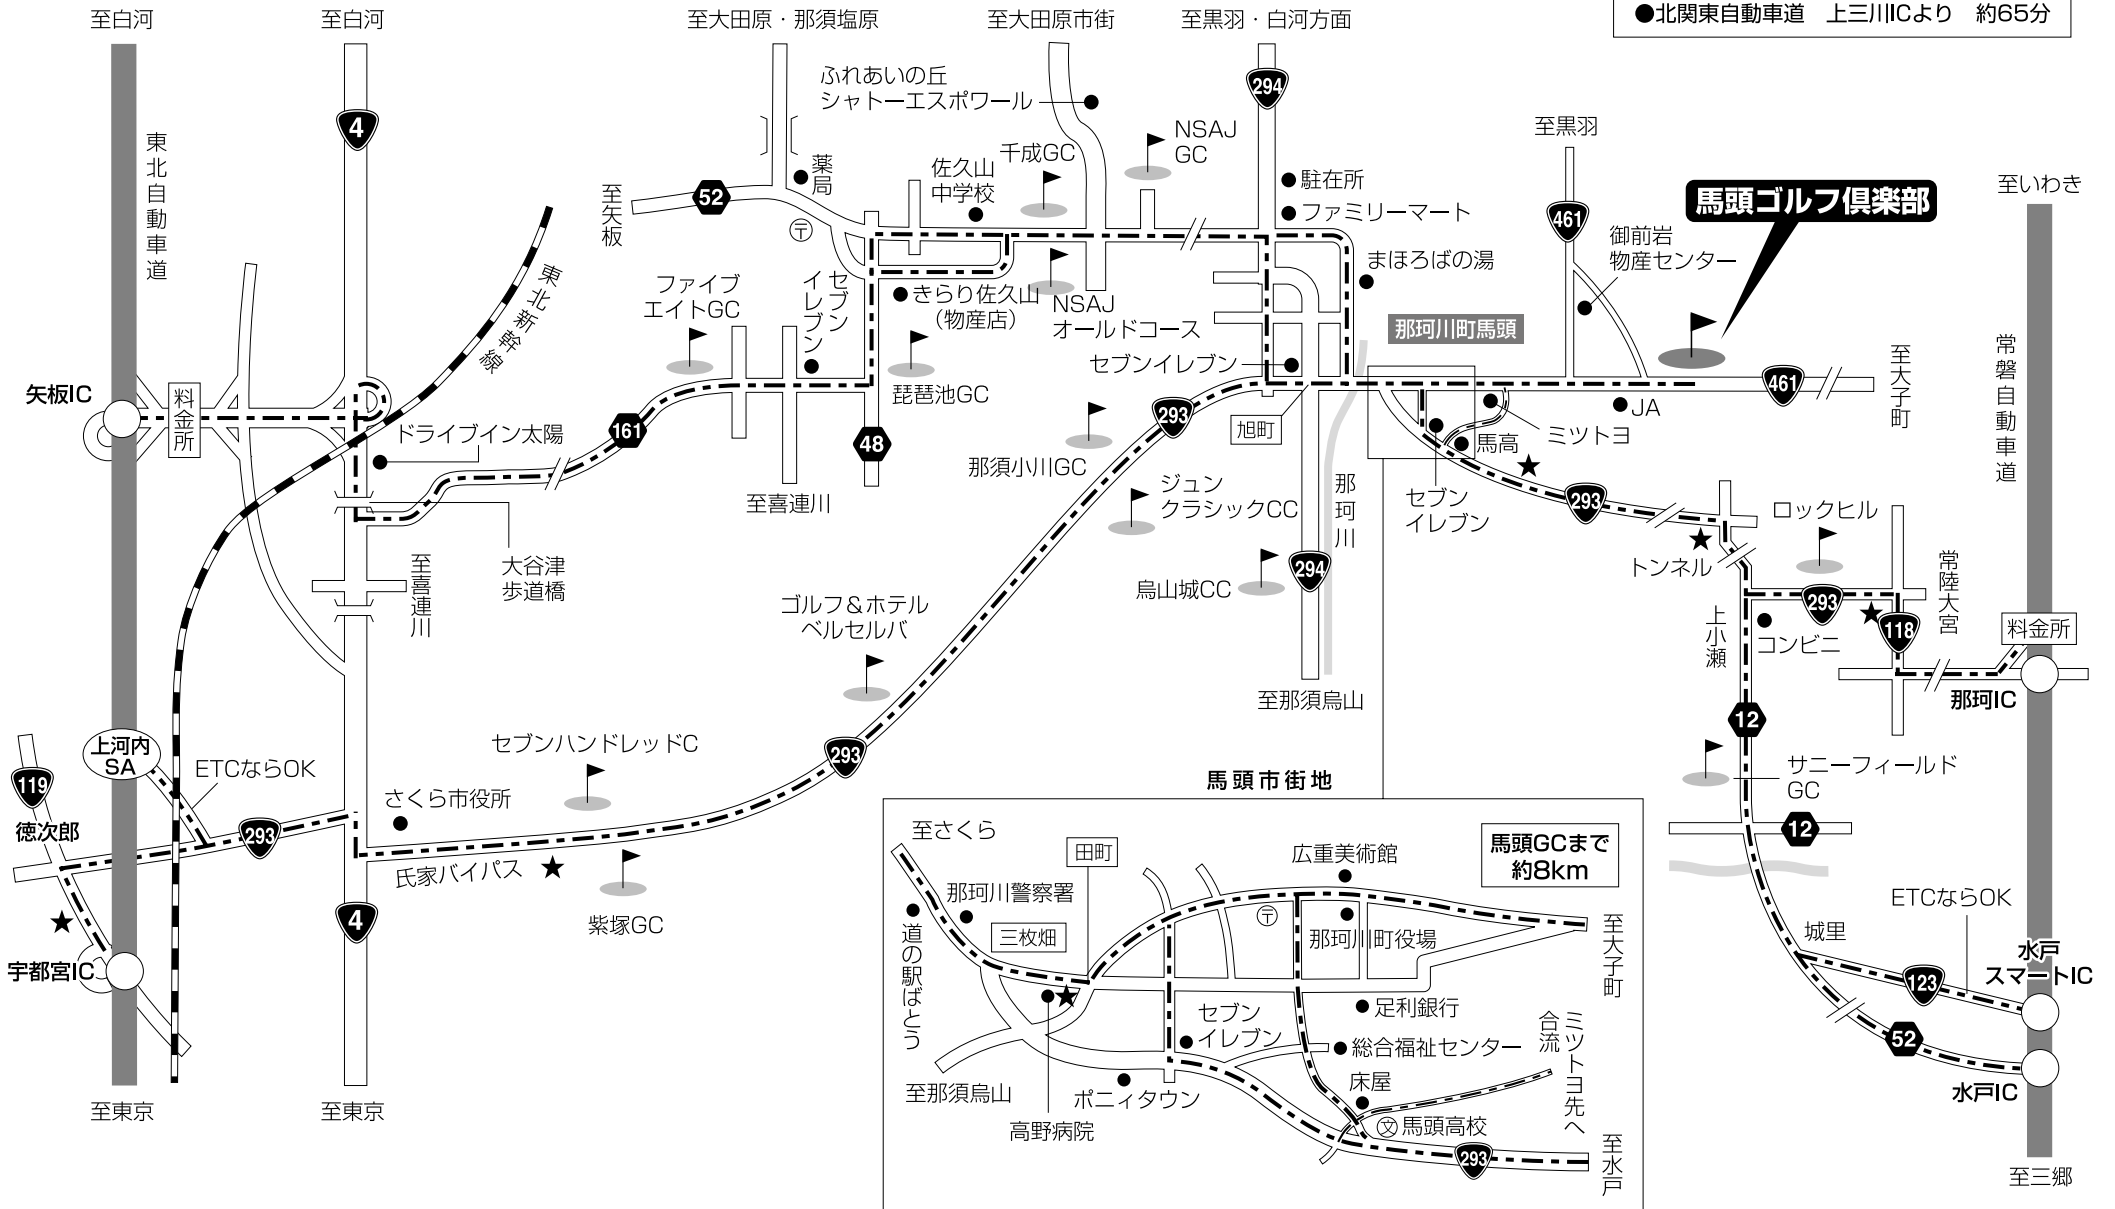 ●北関東自動車道　上三川ICより　約65分
至白河
至白河
至大田原・那須塩原
至大田原市街
至黒羽・白河方面
東北自動車道
4
ふれあいの丘
シャトーエスポワール
294
薬局
52
至矢板
〒
佐久山
中学校
千成GC
NSAJ
GC
駐在所
ファミリーマート
至黒羽
461
馬頭ゴルフ倶楽部
御前岩
物産センター
至いわき
常磐自動車道
東北新幹線
ファイブ
エイトGC
セブン
イレブン
きらり佐久山
（物産店）
NSAJ
オールドコース
まほろばの湯
那珂川町馬頭
セブンイレブン
琵琶池GC
至大子町
461
JA
矢板IC
料金所
ドライブイン太陽
161
48
293
旭町
那須小川GC
ミツトヨ
馬高
★
至喜連川
大谷津
歩道橋
至喜連川
ジュン
クラシックCC
那珂川
セブン
イレブン
293
ロックヒル
★
トンネル
常陸大宮
烏山城CC
294
至那須烏山
ゴルフ＆ホテル
ベルセルバ
293
★
118
コンビニ
上小瀬
料金所
那珂IC
12
サニーフィールド
GC
12
上河内
SA
ETCならOK
119
徳次郎
293
さくら市役所
セブンハンドレッドC
293
氏家バイパス
★
紫塚GC
4
★
宇都宮IC
至東京
至東京
馬頭市街地
至さくら
田町
広重美術館
馬頭GCまで
約8km
那珂川警察署
三枚畑
〒
那珂川町役場
至大子町
道の駅ばとう
★
足利銀行
セブン
イレブン
総合福祉センター
ミツトヨ先へ
合流
床屋
至那須烏山
ポニィタウン
高野病院
文
馬頭高校
293
至水戸
ETCならOK
城里
水戸
スマートIC
123
52
水戸IC
至三郷